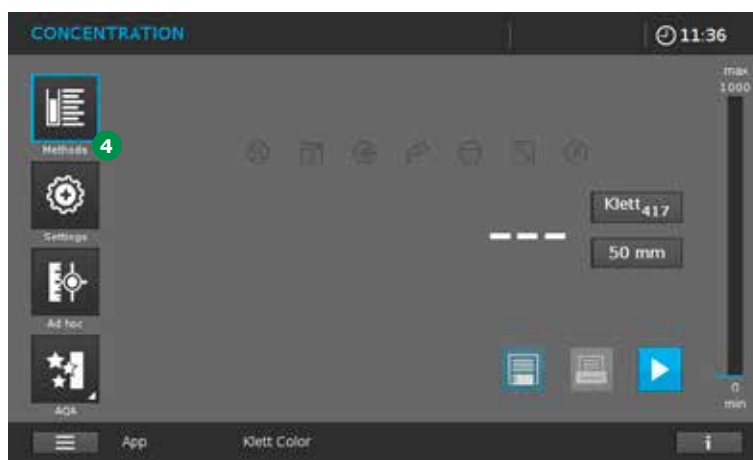 CONCENTRATION
11:36
max
1000
Methods
4
Settings
Klett417
50 mm
Ad hoc
AQA
0
min
App
Klett Color
i